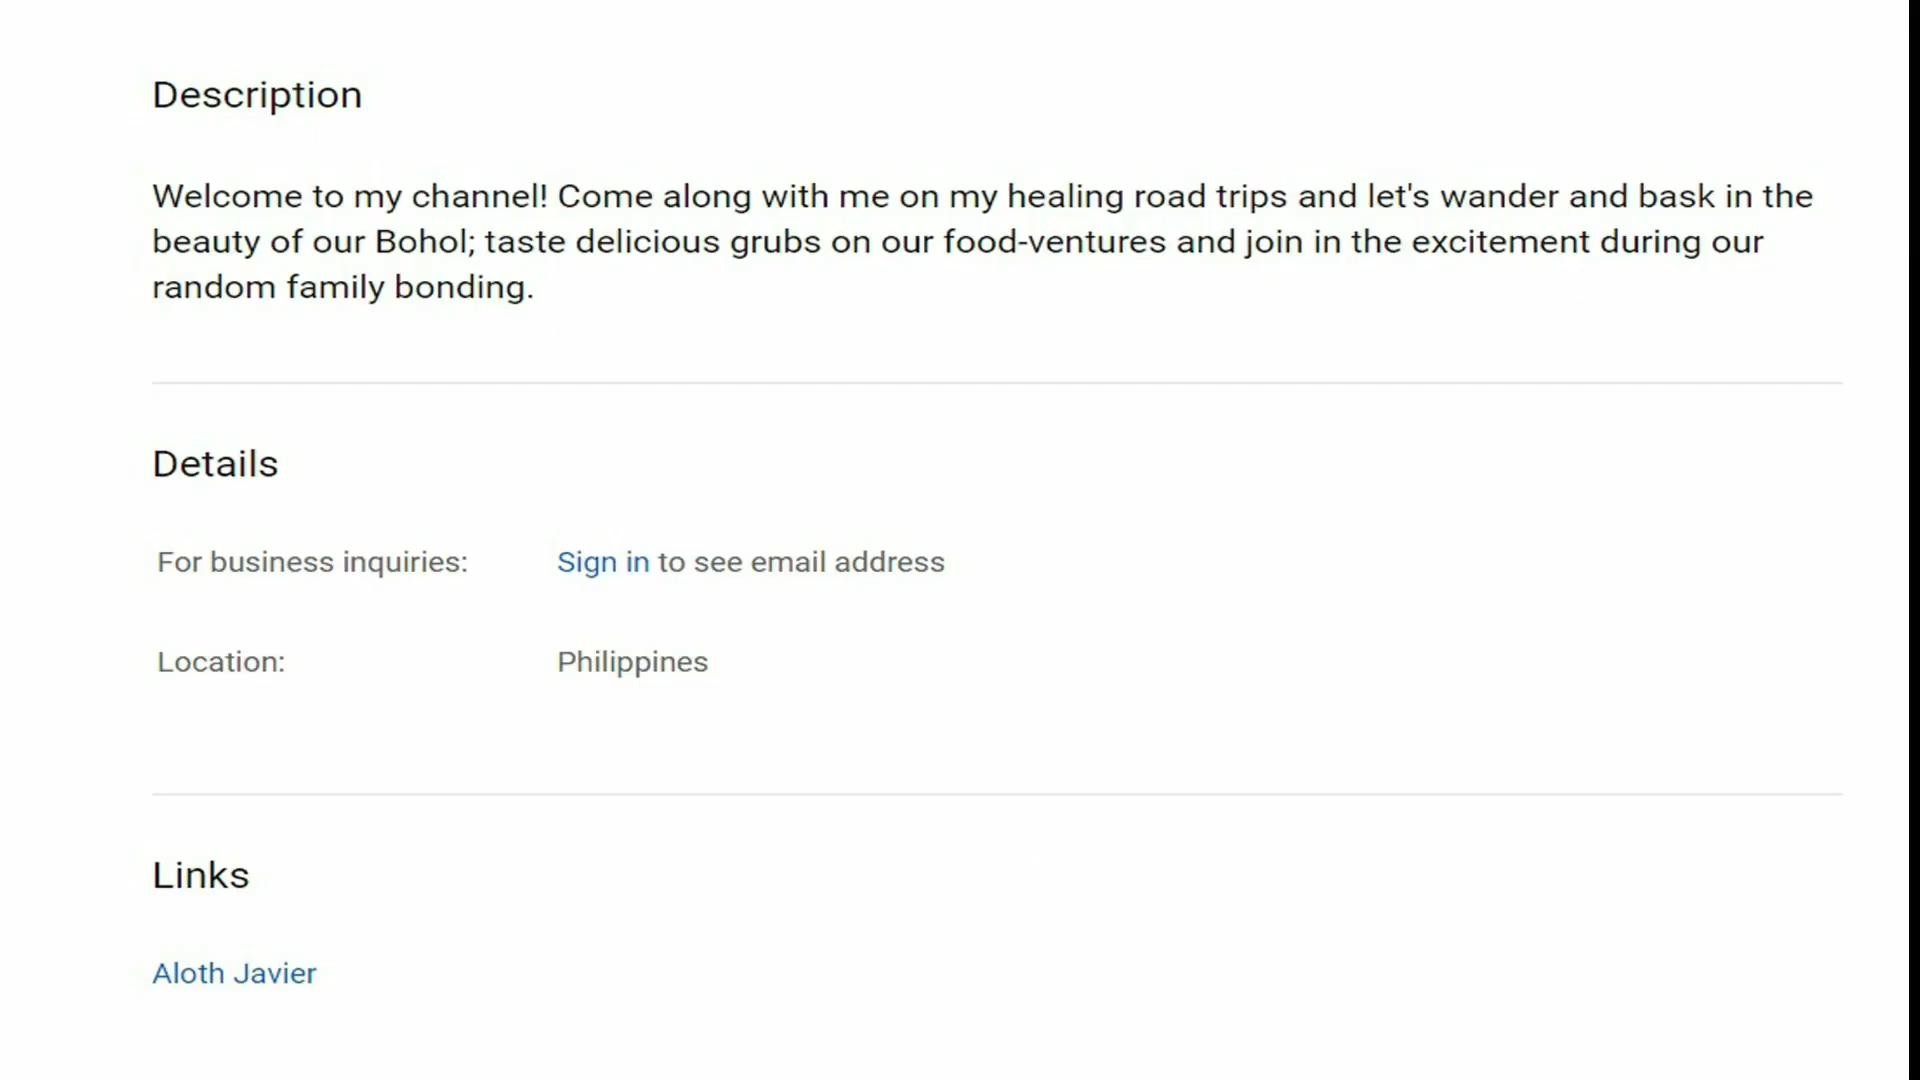 Description
Welcome to my channel! Come along with me on my healing road trips and let's wander and bask in the
beauty of our Bohol; taste delicious grubs on our food-ventures and join in the excitement during our
random family bonding.
Details
For business inquiries: Sign in to see email address
Location: Philippines
Links
Aloth Javier